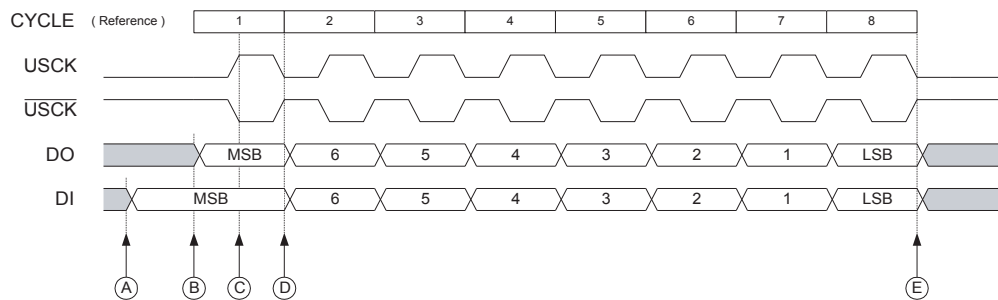 CYCLE ( Reference ) 1 2 3 4 5 6 7 8
USCK
USCK
DO MSB 6 5 4 3 2 1 LSB
DI MSB 6 5 4 3 2 1 LSB
A B C D E